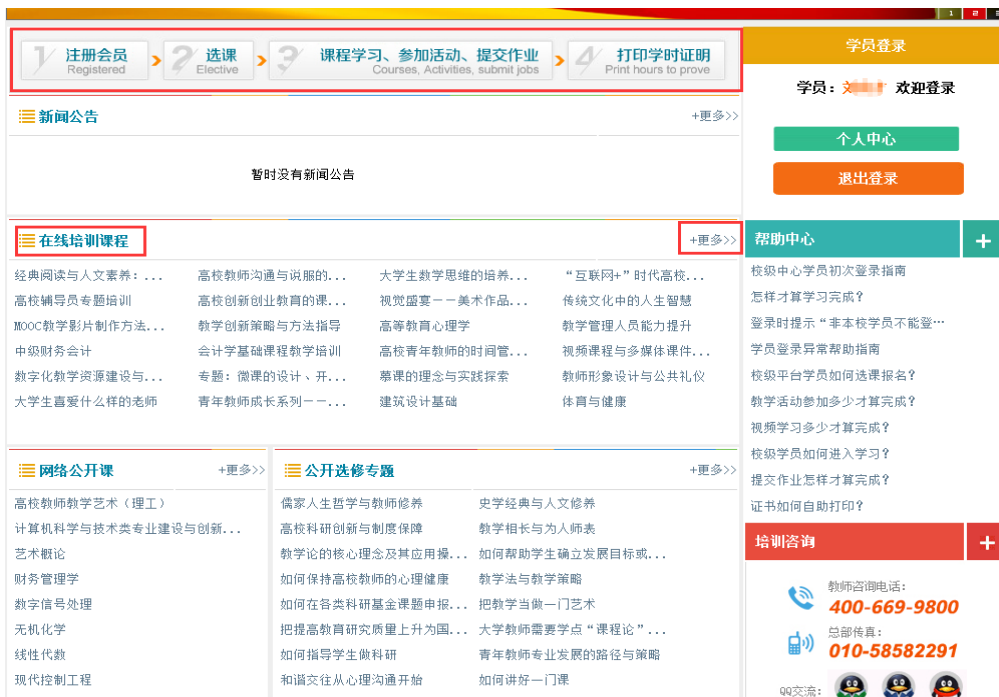 1 2
1 注册会员 Registered
2 选课 Elective
3 课程学习、参加活动、提交作业 Courses, Activities, submit jobs
4 打印学时证明 Print hours to prove
新闻公告 +更多>>
暂时没有新闻公告
在线培训课程 +更多>>
经典阅读与人文素养：... 高校教师沟通与说服的... 大学生数学思维的培养... “互联网+”时代高校...
高校辅导员专题培训 高校创新创业教育的课... 视觉盛宴——美术作品... 传统文化中的人生智慧
MOOC教学影片制作方法... 教学创新策略与方法指导 高等教育心理学 教学管理人员能力提升
中级财务会计 会计学基础课程教学培训 高校青年教师的时间管... 视频课程与多媒体课件...
数字化教学资源建设与... 专题：微课的设计、开... 慕课的理念与实践探索 教师形象设计与公共礼仪
大学生喜爱什么样的老师 青年教师成长系列——... 建筑设计基础 体育与健康
网络公开课 +更多>>
高校教师教学艺术（理工）
计算机科学与技术类专业建设与创新...
艺术概论
财务管理学
数字信号处理
无机化学
线性代数
现代控制工程
公开选修专题 +更多>>
儒家人生哲学与教师修养 史学经典与人文修养
高校科研创新与制度保障 教学相长与为人师表
教学论的核心理念及其应用操... 如何帮助学生确立发展目标或...
如何保持高校教师的心理健康 教学法与教学策略
如何在各类科研基金课题申报... 把教学当做一门艺术
把提高教育研究质量上升为国... 大学教师需要学点“课程论”...
如何指导学生做科研 青年教师专业发展的路径与策略
和谐交往从心理沟通开始 如何讲好一门课
学员登录
学员： 欢迎登录
个人中心
退出登录
帮助中心 +
校级中心学员初次登录指南
怎样才算学习完成？
登录时提示“非本校学员不能登…
学员登录异常帮助指南
校级平台学员如何选课报名？
教学活动参加多少才算完成？
视频学习多少才算完成？
校级学员如何进入学习？
提交作业怎样才算完成？
证书如何自助打印？
培训咨询 +
教师咨询电话：
400-669-9800
总部传真：
010-58582291
QQ交流：